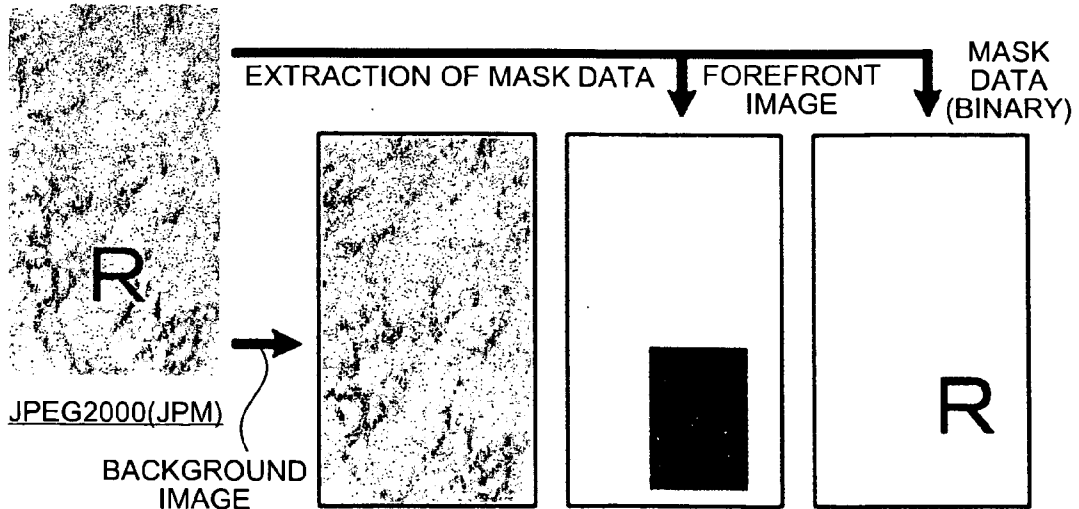 EXTRACTION OF MASK DATA
FOREFRONT
IMAGE
MASK
DATA
(BINARY)
R
JPEG2000(JPM)
BACKGROUND
IMAGE
R